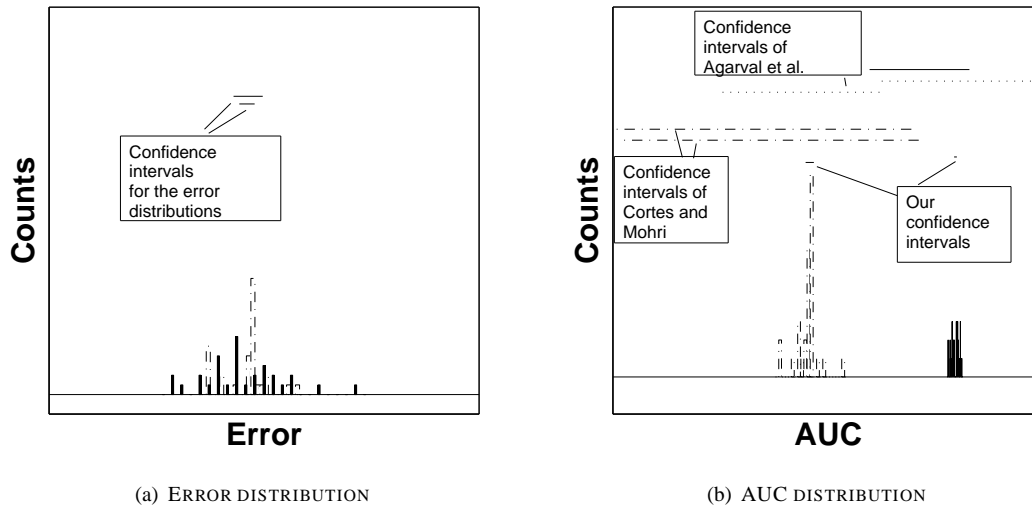 Counts
Confidence
intervals
for the error
distributions
Error
(a) ERROR DISTRIBUTION
Counts
Confidence
intervals of
Agarval et al.
Confidence
intervals of
Cortes and
Mohri
Our
confidence
intervals
AUC
(b) AUC DISTRIBUTION